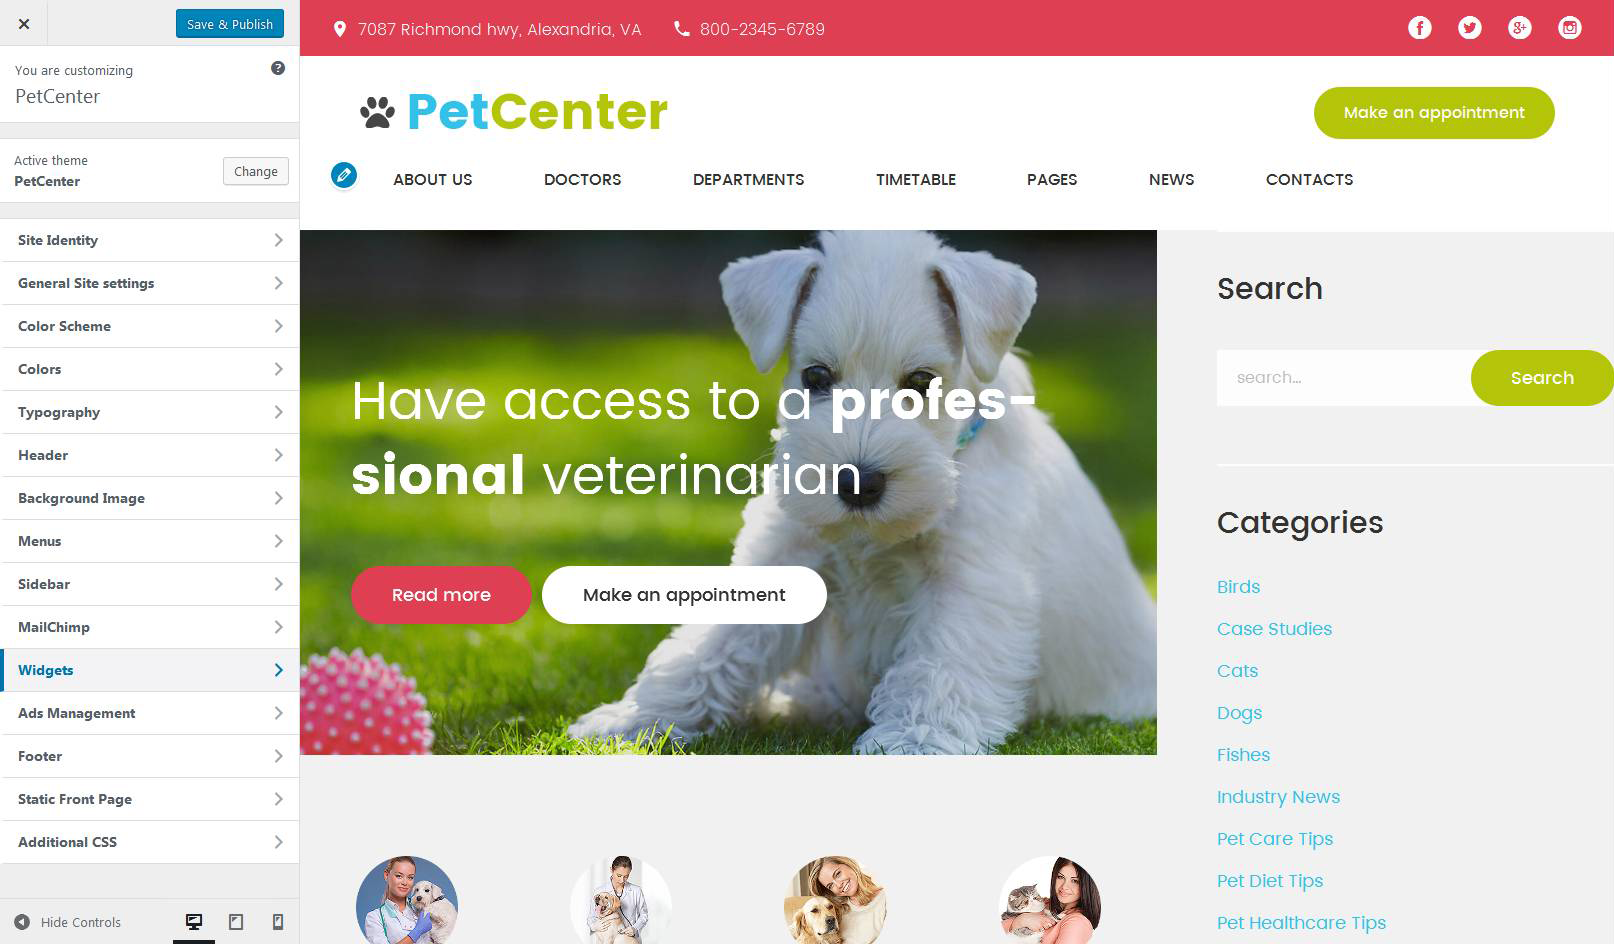 Save & Publish
You are customizing
PetCenter
Active theme
PetCenter
Change
Site Identity
General Site settings
Color Scheme
Colors
Typography
Header
Background Image
Menus
Sidebar
MailChimp
Widgets
Ads Management
Footer
Static Front Page
Additional CSS
Hide Controls
7087 Richmond hwy, Alexandria, VA
800-2345-6789
PetCenter
Make an appointment
ABOUT US DOCTORS DEPARTMENTS TIMETABLE PAGES NEWS CONTACTS
Have access to a profes-
sional veterinarian
Read more
Make an appointment
Search
search...
Search
Categories
Birds
Case Studies
Cats
Dogs
Fishes
Industry News
Pet Care Tips
Pet Diet Tips
Pet Healthcare Tips